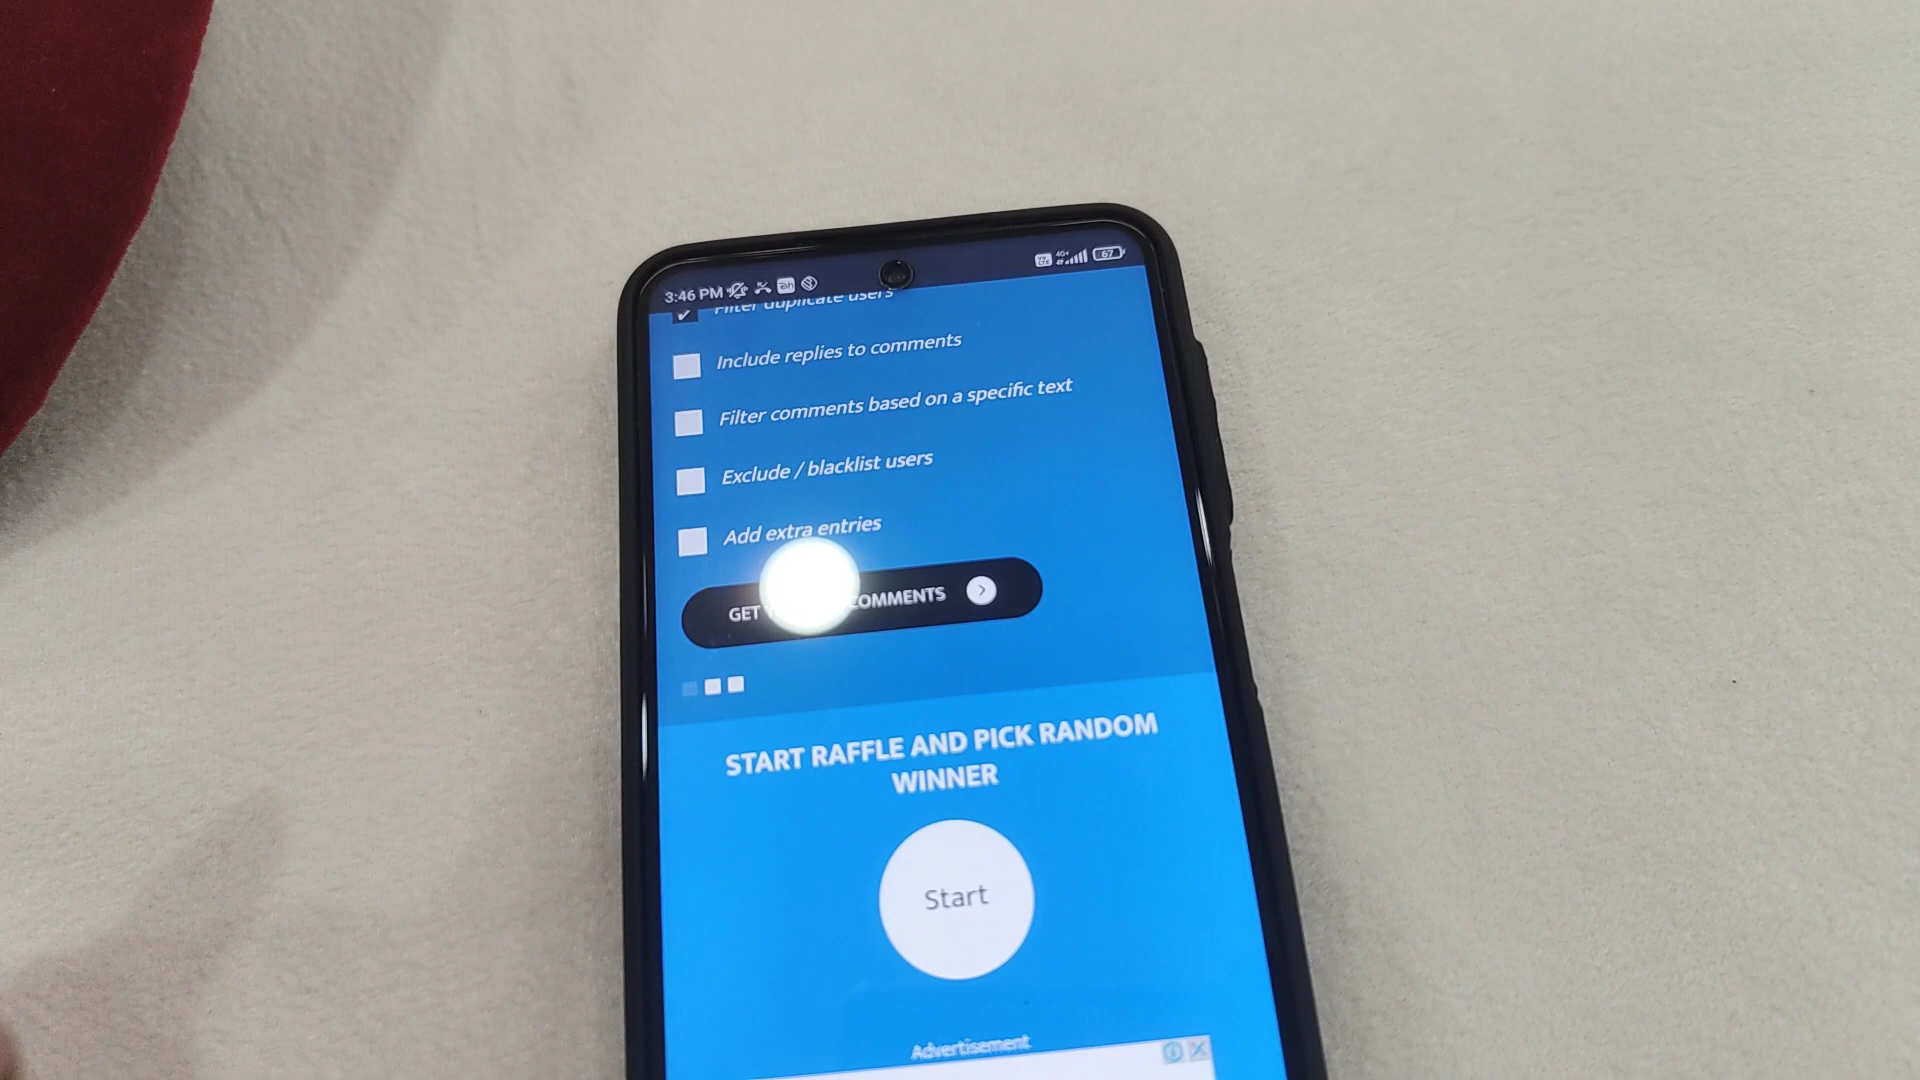 3:46 PM
67
Filter duplicate users
Include replies to comments
Filter comments based on a specific text
Exclude / blacklist users
Add extra entries
GET COMMENTS
START RAFFLE AND PICK RANDOM
WINNER
Start
Advertisement